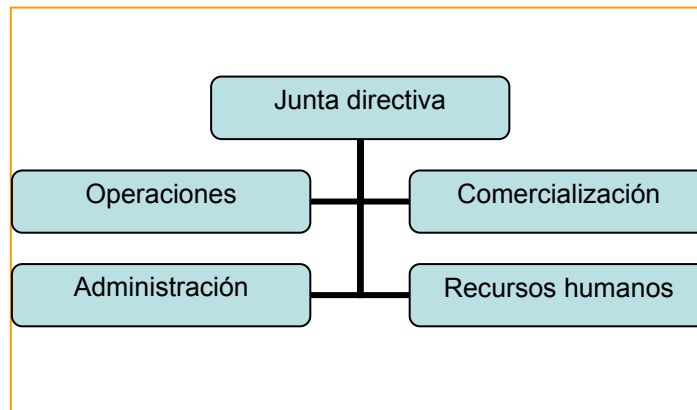 Junta directiva
Operaciones
Comercialización
Administración
Recursos humanos